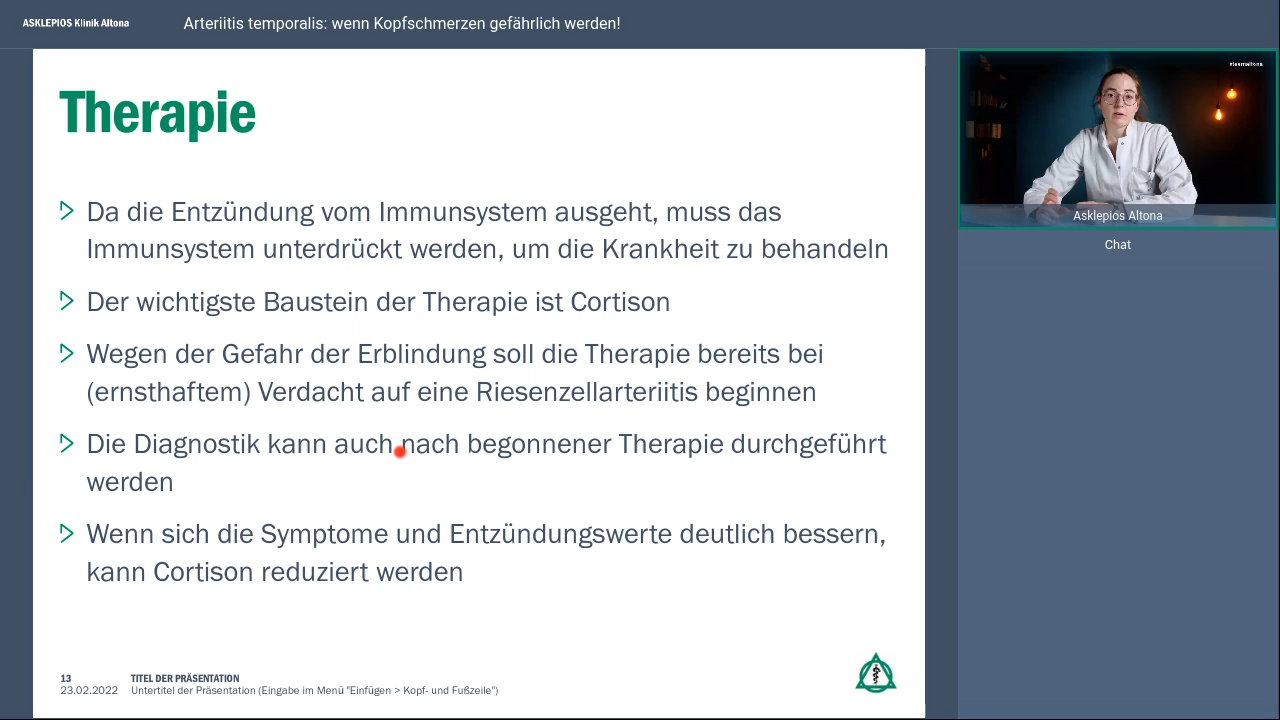 ASKLEPIOS Klinik Altona
Arteriitis temporalis: wenn Kopfschmerzen gefährlich werden!
Therapie
Da die Entzündung vom Immunsystem ausgeht, muss das
Immunsystem unterdrückt werden, um die Krankheit zu behandeln
Der wichtigste Baustein der Therapie ist Cortison
Wegen der Gefahr der Erblindung soll die Therapie bereits bei
(ernsthaftem) Verdacht auf eine Riesenzellarteriitis beginnen
Die Diagnostik kann auch nach begonnener Therapie durchgeführt
werden
Wenn sich die Symptome und Entzündungswerte deutlich bessern,
kann Cortison reduziert werden
13
TITEL DER PRÄSENTATION
23.02.2022
Untertitel der Präsentation (Eingabe im Menü "Einfügen > Kopf- und Fußzeile")
#teamaltona
Asklepios Altona
Chat